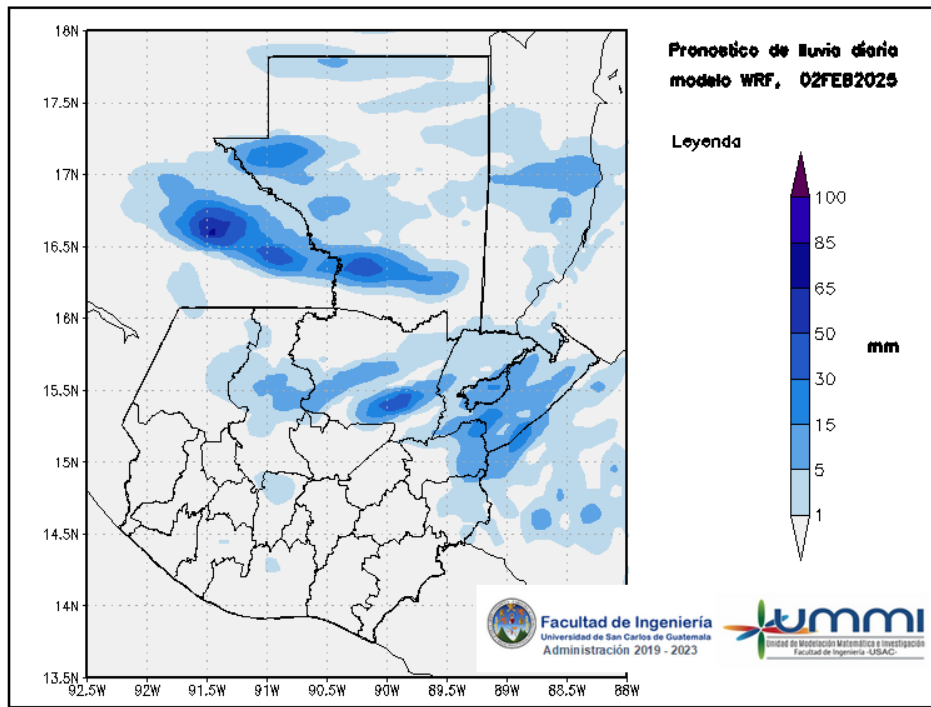 Pronostico de lluvia diaria
modelo WRF, 02FEB2025
Leyenda
100
85
65
50
30
15
5
1
mm
18N
17.5N
17N
16.5N
16N
15.5N
15N
14.5N
14N
13.5N
92.5W 92W 91.5W 91W 90.5W 90W 89.5W 89W 88.5W 88W
Facultad de Ingeniería
Universidad de San Carlos de Guatemala
Administración 2019 - 2023
UMMI
Unidad de Modelación Matemática e Investigación
Facultad de Ingeniería -USAC-